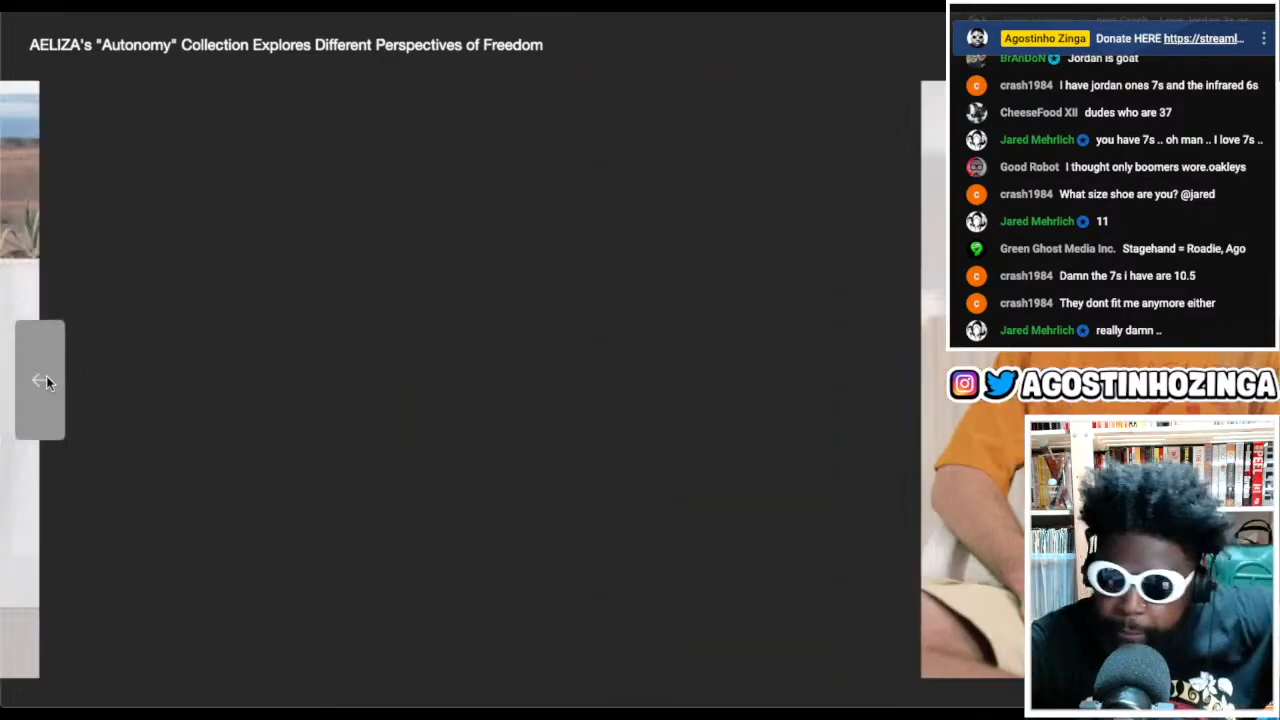 AELIZA's "Autonomy" Collection Explores Different Perspectives of Freedom
Agostinho Zinga Donate HERE https://streaml...
BrAnDoN Jordan is goat
crash1984 I have jordan ones 7s and the infrared 6s
CheeseFood XII dudes who are 37
Jared Mehrlich you have 7s .. oh man .. I love 7s ..
Good Robot I thought only boomers wore.oakleys
crash1984 What size shoe are you? @jared
Jared Mehrlich 11
Green Ghost Media Inc. Stagehand = Roadie, Ago
crash1984 Damn the 7s i have are 10.5
crash1984 They dont fit me anymore either
Jared Mehrlich really damn ..
AGOSTINHOZINGA